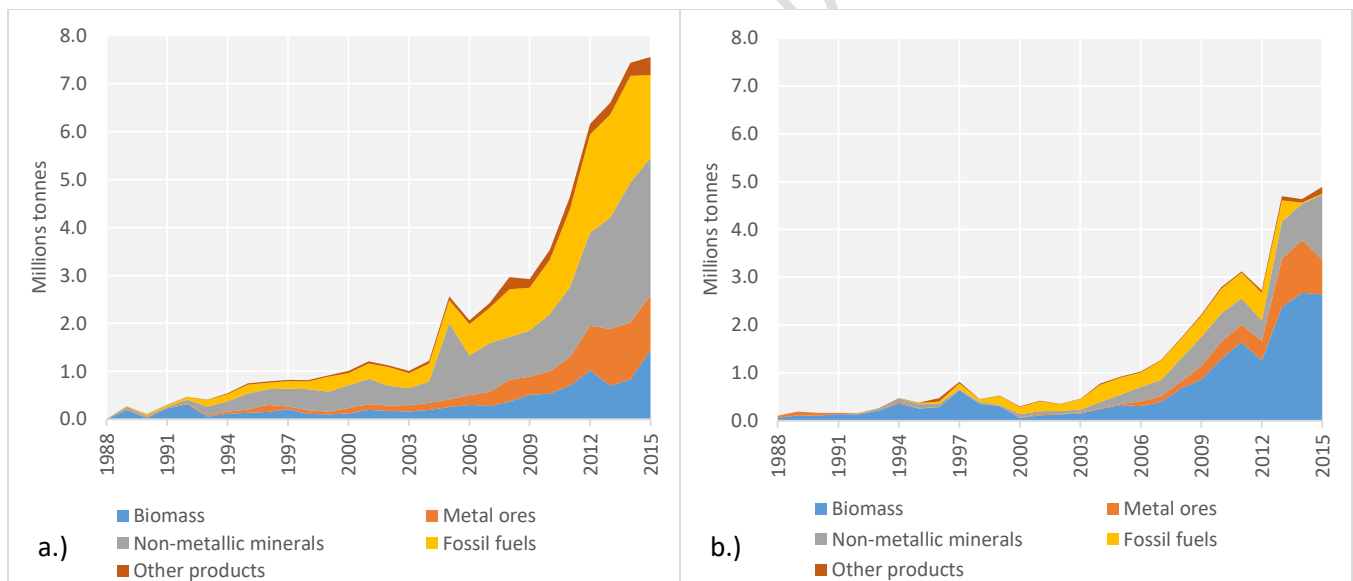 8.0
7.0
6.0
5.0
4.0
3.0
2.0
1.0
0.0
Millions tonnes
1988
1991
1994
1997
2000
2003
2006
2009
2012
2015
Biomass
Metal ores
Non-metallic minerals
Fossil fuels
Other products
a.)
8.0
7.0
6.0
5.0
4.0
3.0
2.0
1.0
0.0
Millions tonnes
1988
1991
1994
1997
2000
2003
2006
2009
2012
2015
Biomass
Metal ores
Non-metallic minerals
Fossil fuels
Other products
b.)